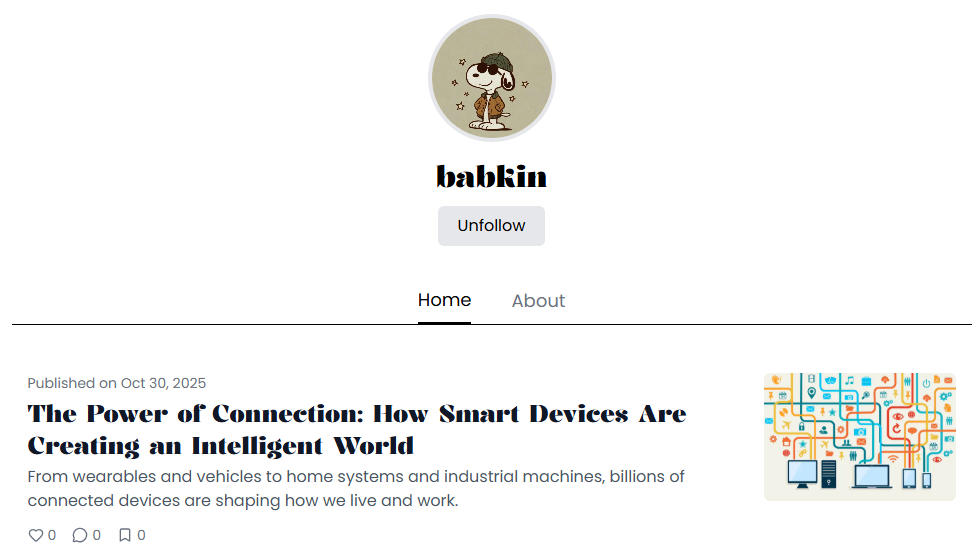 babkin
Unfollow
Home About
Published on Oct 30, 2025
The Power of Connection: How Smart Devices Are
Creating an Intelligent World
From wearables and vehicles to home systems and industrial machines, billions of
connected devices are shaping how we live and work.
0 0 0